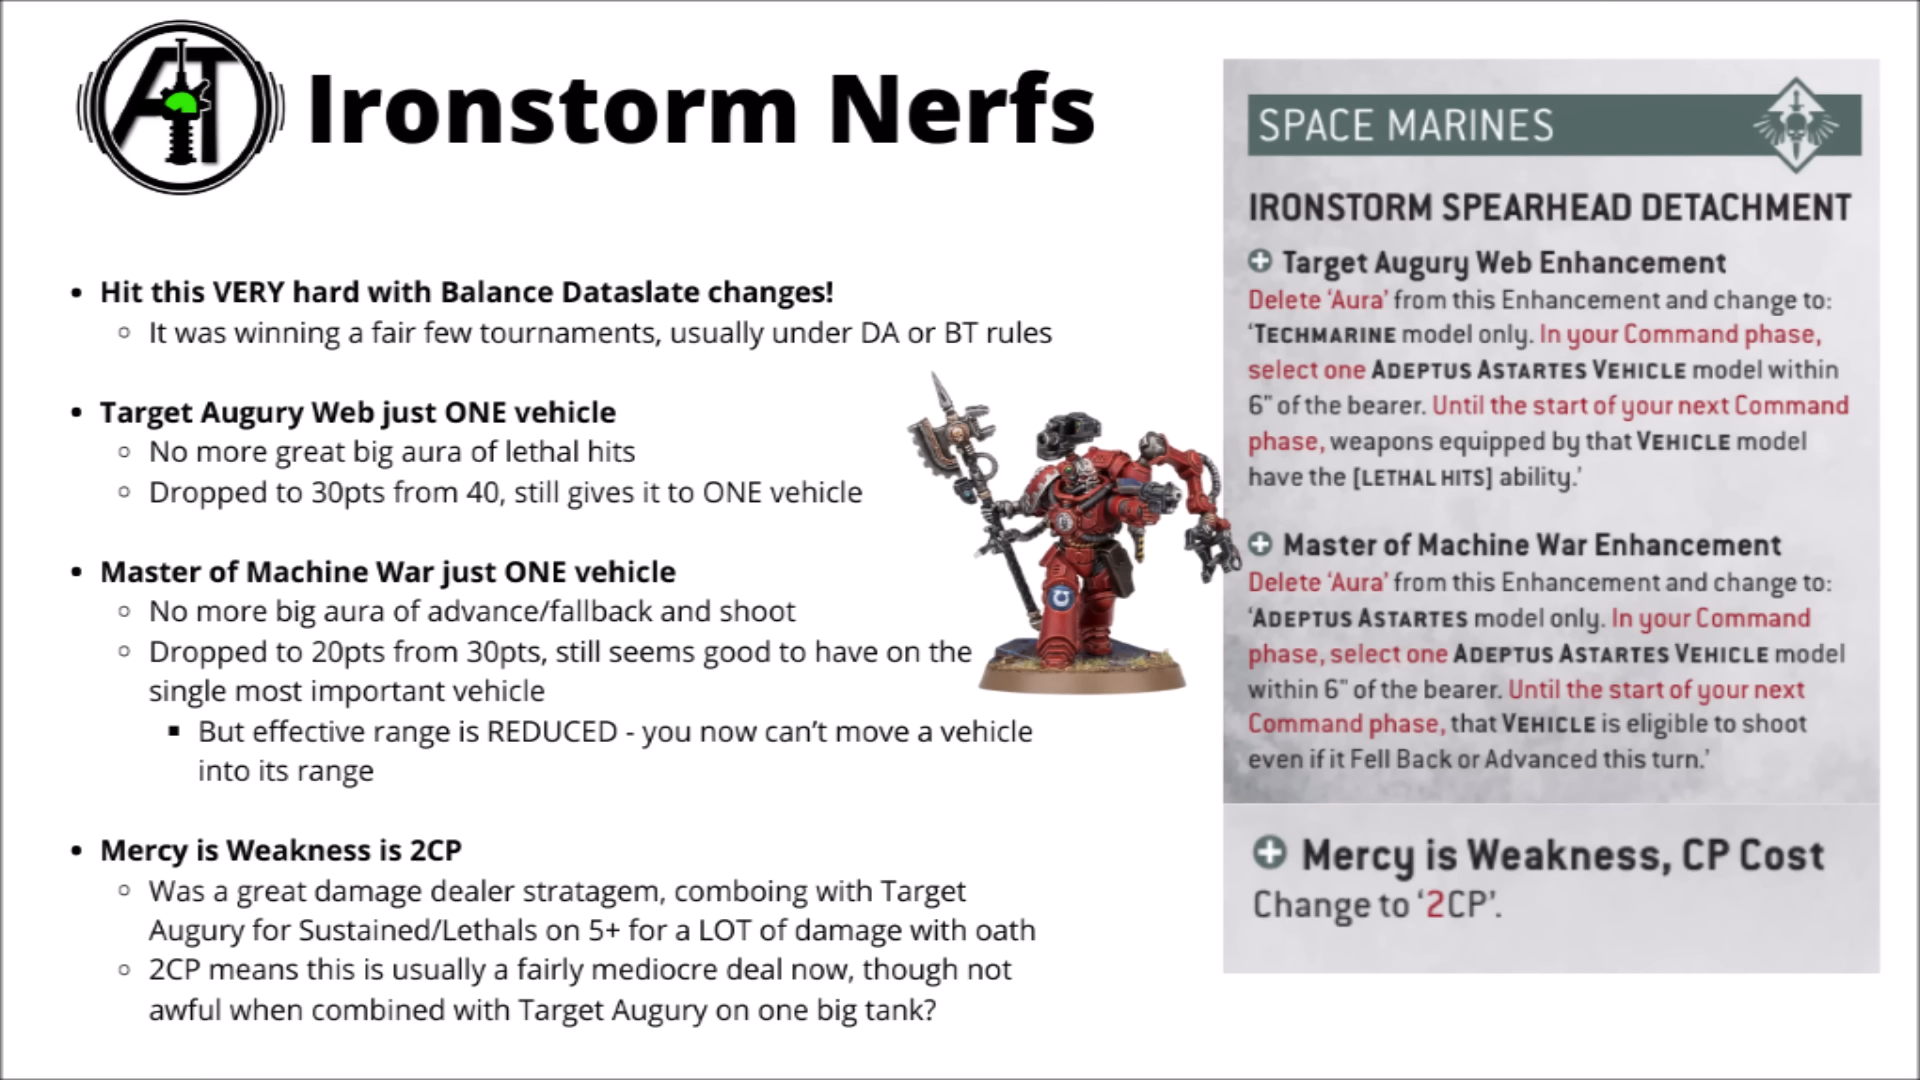 AT
Ironstorm Nerfs
• Hit this VERY hard with Balance Dataslate changes!
○ It was winning a fair few tournaments, usually under DA or BT rules
• Target Augury Web just ONE vehicle
○ No more great big aura of lethal hits
○ Dropped to 30pts from 40, still gives it to ONE vehicle
• Master of Machine War just ONE vehicle
○ No more big aura of advance/fallback and shoot
○ Dropped to 20pts from 30pts, still seems good to have on the
single most important vehicle
▪ But effective range is REDUCED - you now can’t move a vehicle
into its range
• Mercy is Weakness is 2CP
○ Was a great damage dealer stratagem, comboing with Target
Augury for Sustained/Lethals on 5+ for a LOT of damage with oath
○ 2CP means this is usually a fairly mediocre deal now, though not
awful when combined with Target Augury on one big tank?
SPACE MARINES
IRONSTORM SPEARHEAD DETACHMENT
Target Augury Web Enhancement
Delete ‘Aura’ from this Enhancement and change to:
‘TECHMARINE model only. In your Command phase,
select one ADEPTUS ASTARTES VEHICLE model within
6" of the bearer. Until the start of your next Command
phase, weapons equipped by that VEHICLE model
have the [LETHAL HITS] ability.’
Master of Machine War Enhancement
Delete ‘Aura’ from this Enhancement and change to:
‘ADEPTUS ASTARTES model only. In your Command
phase, select one ADEPTUS ASTARTES VEHICLE model
within 6" of the bearer. Until the start of your next
Command phase, that VEHICLE is eligible to shoot
even if it Fell Back or Advanced this turn.’
Mercy is Weakness, CP Cost
Change to ‘2CP’.